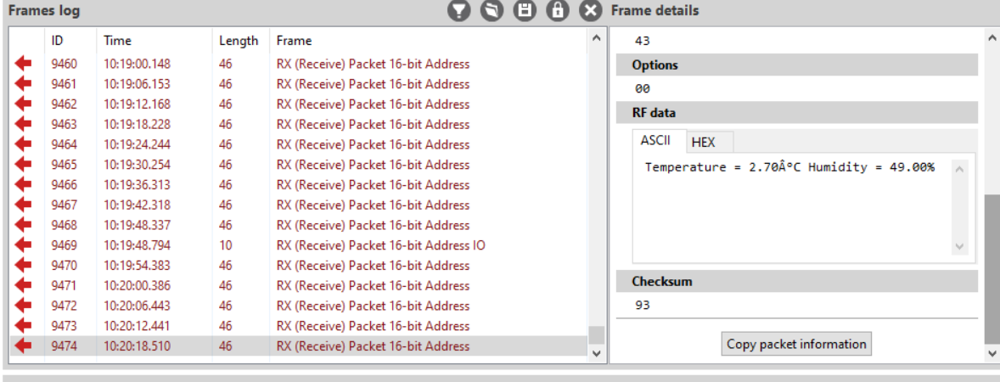 Frames log
ID Time Length Frame
9460 10:19:00.148 46 RX (Receive) Packet 16-bit Address
9461 10:19:06.153 46 RX (Receive) Packet 16-bit Address
9462 10:19:12.168 46 RX (Receive) Packet 16-bit Address
9463 10:19:18.228 46 RX (Receive) Packet 16-bit Address
9464 10:19:24.244 46 RX (Receive) Packet 16-bit Address
9465 10:19:30.254 46 RX (Receive) Packet 16-bit Address
9466 10:19:36.313 46 RX (Receive) Packet 16-bit Address
9467 10:19:42.318 46 RX (Receive) Packet 16-bit Address
9468 10:19:48.337 46 RX (Receive) Packet 16-bit Address
9469 10:19:48.794 10 RX (Receive) Packet 16-bit Address IO
9470 10:19:54.383 46 RX (Receive) Packet 16-bit Address
9471 10:20:00.386 46 RX (Receive) Packet 16-bit Address
9472 10:20:06.443 46 RX (Receive) Packet 16-bit Address
9473 10:20:12.441 46 RX (Receive) Packet 16-bit Address
9474 10:20:18.510 46 RX (Receive) Packet 16-bit Address
Frame details
43
Options
00
RF data
ASCII HEX
Temperature = 2.70Â°C Humidity = 49.00%
Checksum
93
Copy packet information